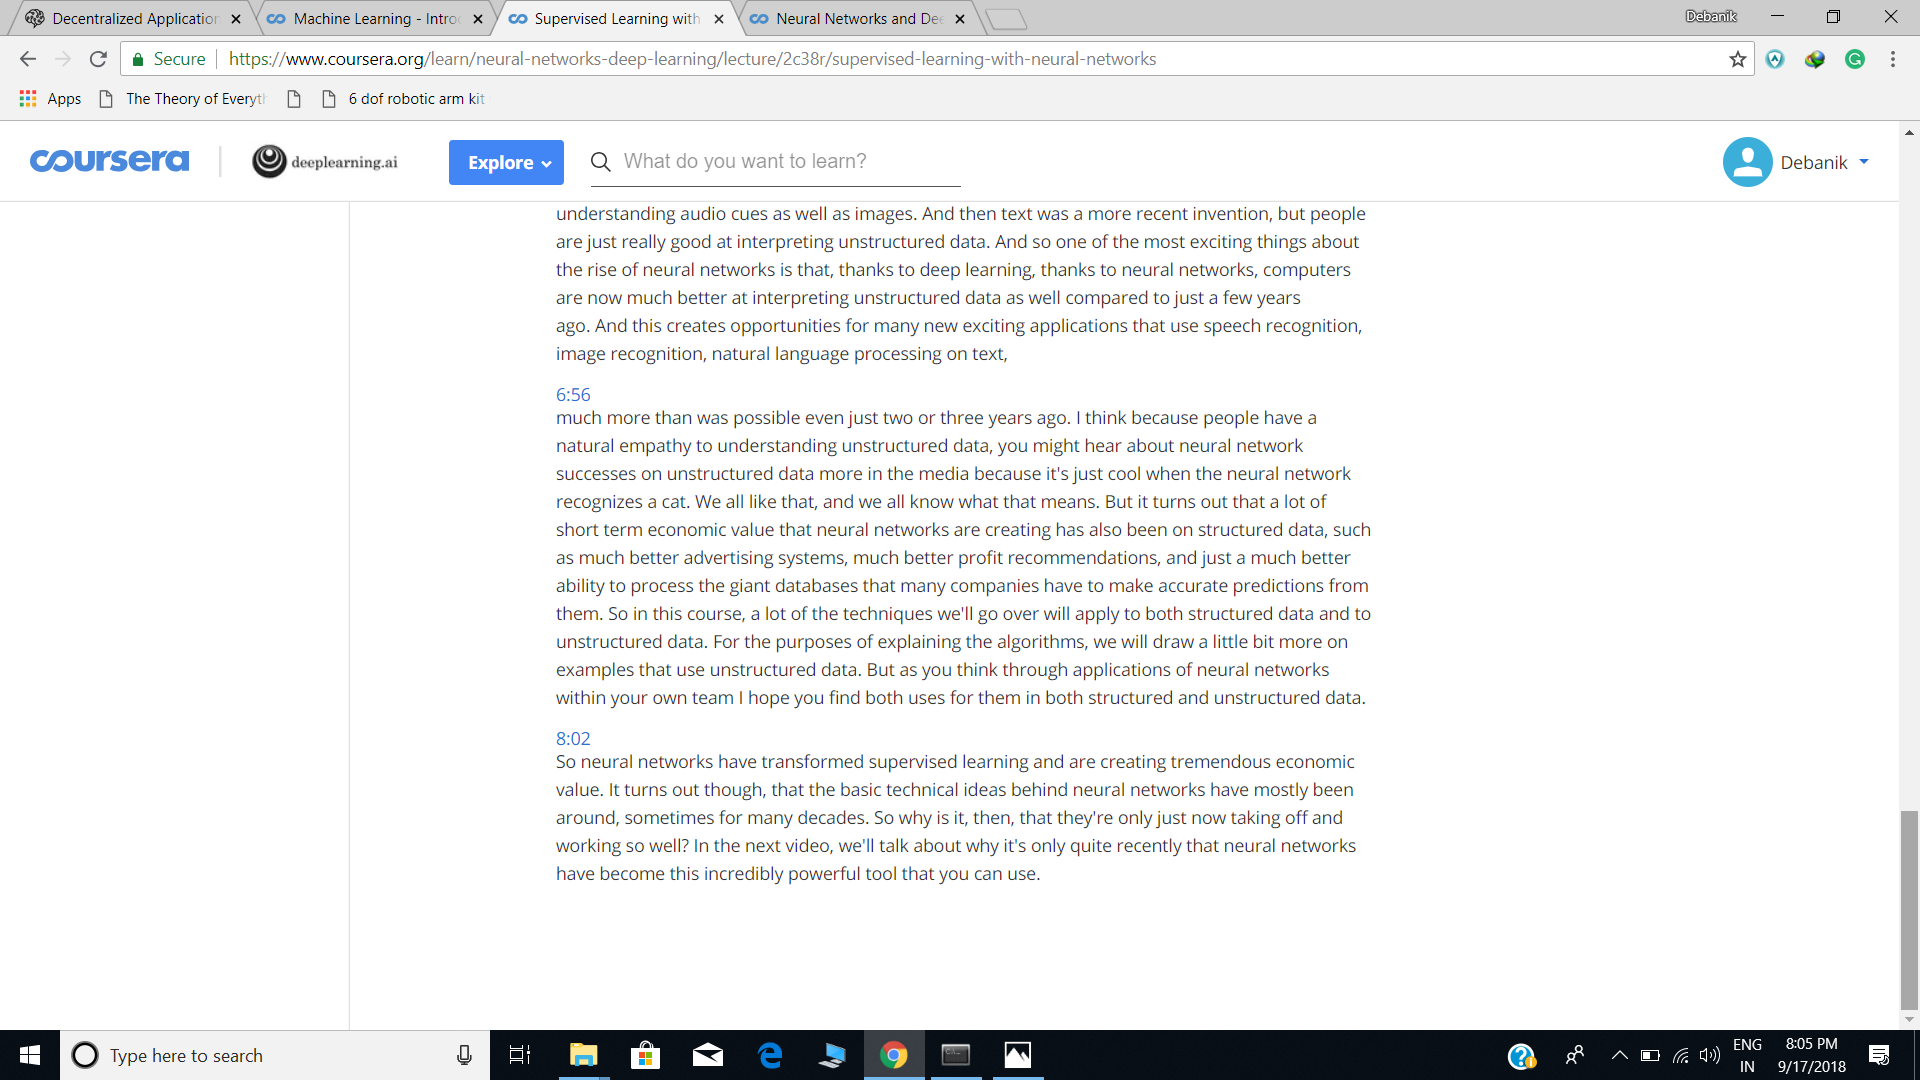 Decentralized Application
Machine Learning - Intro
Supervised Learning with
Neural Networks and De
Debanik
Secure
https://www.coursera.org/learn/neural-networks-deep-learning/lecture/2c38r/supervised-learning-with-neural-networks
Apps
The Theory of Everyt
6 dof robotic arm kit
coursera
deeplearning.ai
Explore
What do you want to learn?
Debanik
understanding audio cues as well as images. And then text was a more recent invention, but people
are just really good at interpreting unstructured data. And so one of the most exciting things about
the rise of neural networks is that, thanks to deep learning, thanks to neural networks, computers
are now much better at interpreting unstructured data as well compared to just a few years
ago. And this creates opportunities for many new exciting applications that use speech recognition,
image recognition, natural language processing on text,
6:56
much more than was possible even just two or three years ago. I think because people have a
natural empathy to understanding unstructured data, you might hear about neural network
successes on unstructured data more in the media because it's just cool when the neural network
recognizes a cat. We all like that, and we all know what that means. But it turns out that a lot of
short term economic value that neural networks are creating has also been on structured data, such
as much better advertising systems, much better profit recommendations, and just a much better
ability to process the giant databases that many companies have to make accurate predictions from
them. So in this course, a lot of the techniques we'll go over will apply to both structured data and to
unstructured data. For the purposes of explaining the algorithms, we will draw a little bit more on
examples that use unstructured data. But as you think through applications of neural networks
within your own team I hope you find both uses for them in both structured and unstructured data.
8:02
So neural networks have transformed supervised learning and are creating tremendous economic
value. It turns out though, that the basic technical ideas behind neural networks have mostly been
around, sometimes for many decades. So why is it, then, that they're only just now taking off and
working so well? In the next video, we'll talk about why it's only quite recently that neural networks
have become this incredibly powerful tool that you can use.
Type here to search
ENG
IN
8:05 PM
9/17/2018